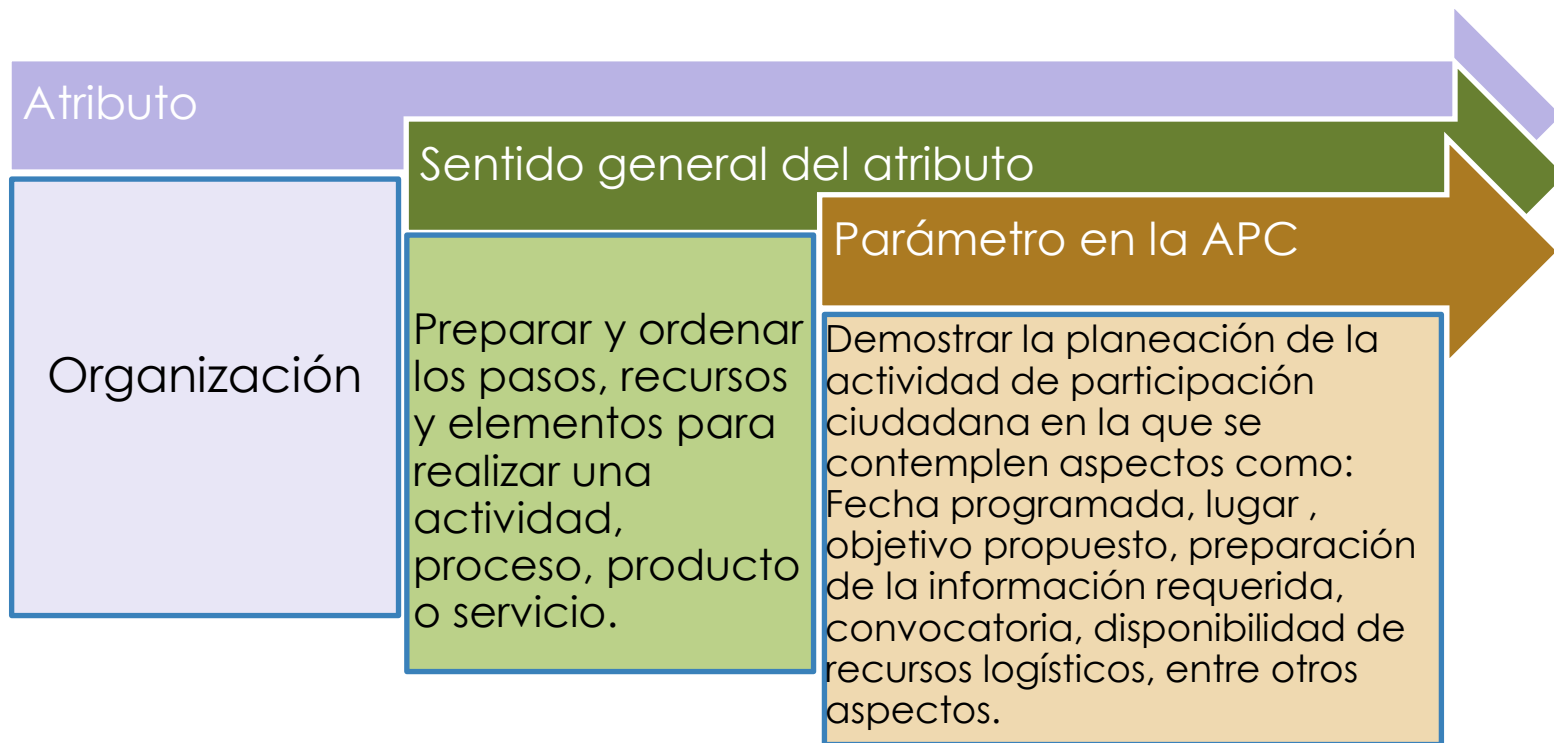 Atributo
Organización
Sentido general del atributo
Preparar y ordenar
los pasos, recursos
y elementos para
realizar una
actividad,
proceso, producto
o servicio.
Parámetro en la APC
Demostrar la planeación de la
actividad de participación
ciudadana en la que se
contemplen aspectos como:
Fecha programada, lugar ,
objetivo propuesto, preparación
de la información requerida,
convocatoria, disponibilidad de
recursos logísticos, entre otros
aspectos.